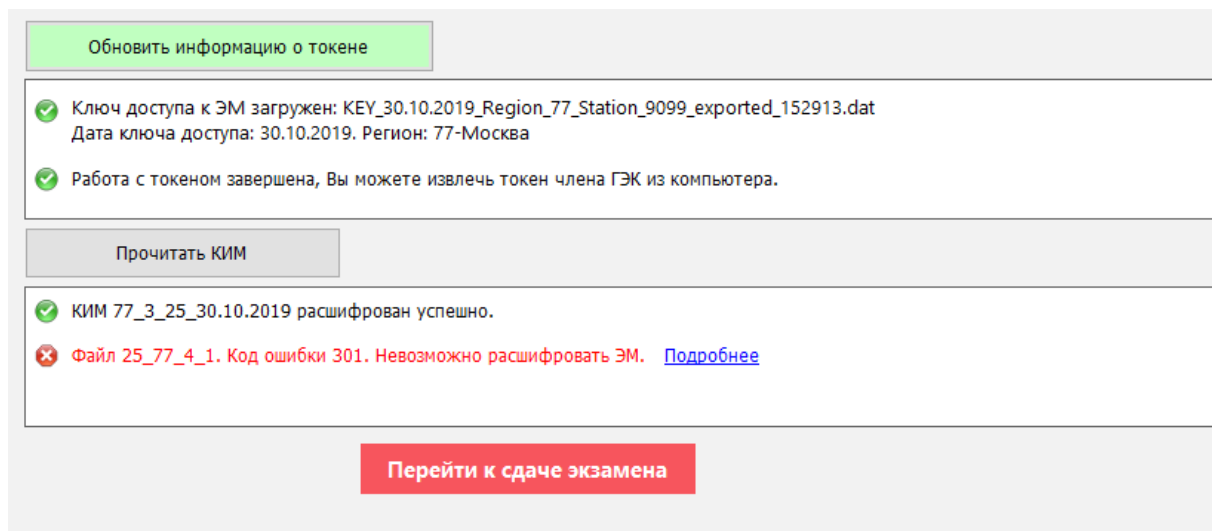 Обновить информацию о токене
Ключ доступа к ЭМ загружен: KEY_30.10.2019_Region_77_Station_9099_exported_152913.dat
Дата ключа доступа: 30.10.2019. Регион: 77-Москва
Работа с токеном завершена, Вы можете извлечь токен члена ГЭК из компьютера.
Прочитать КИМ
КИМ 77_3_25_30.10.2019 расшифрован успешно.
Файл 25_77_4_1. Код ошибки 301. Невозможно расшифровать ЭМ. Подробнее
Перейти к сдаче экзамена